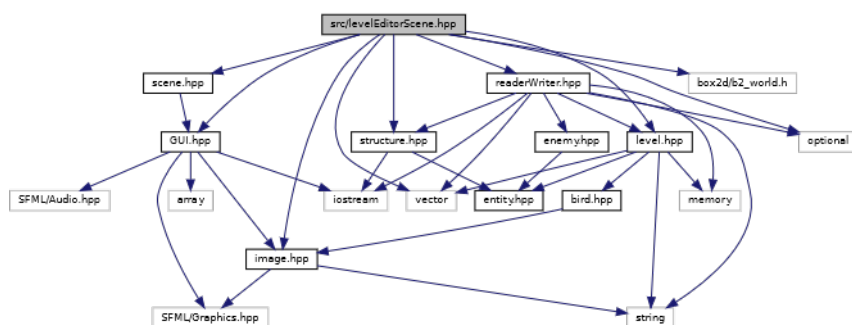 src/levelEditorScene.hpp
scene.hpp
readerWriter.hpp
box2d/b2_world.h
GUI.hpp
structure.hpp
enemy.hpp
level.hpp
optional
SFML/Audio.hpp
array
iostream
vector
entity.hpp
bird.hpp
memory
image.hpp
SFML/Graphics.hpp
string